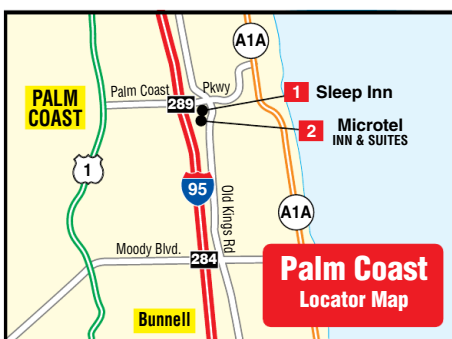 A1A
Palm Coast Pkwy
289
1 Sleep Inn
PALM
COAST
2 Microtel
INN & SUITES
1
95
Old Kings Rd
A1A
Moody Blvd.
284
Palm Coast
Locator Map
Bunnell